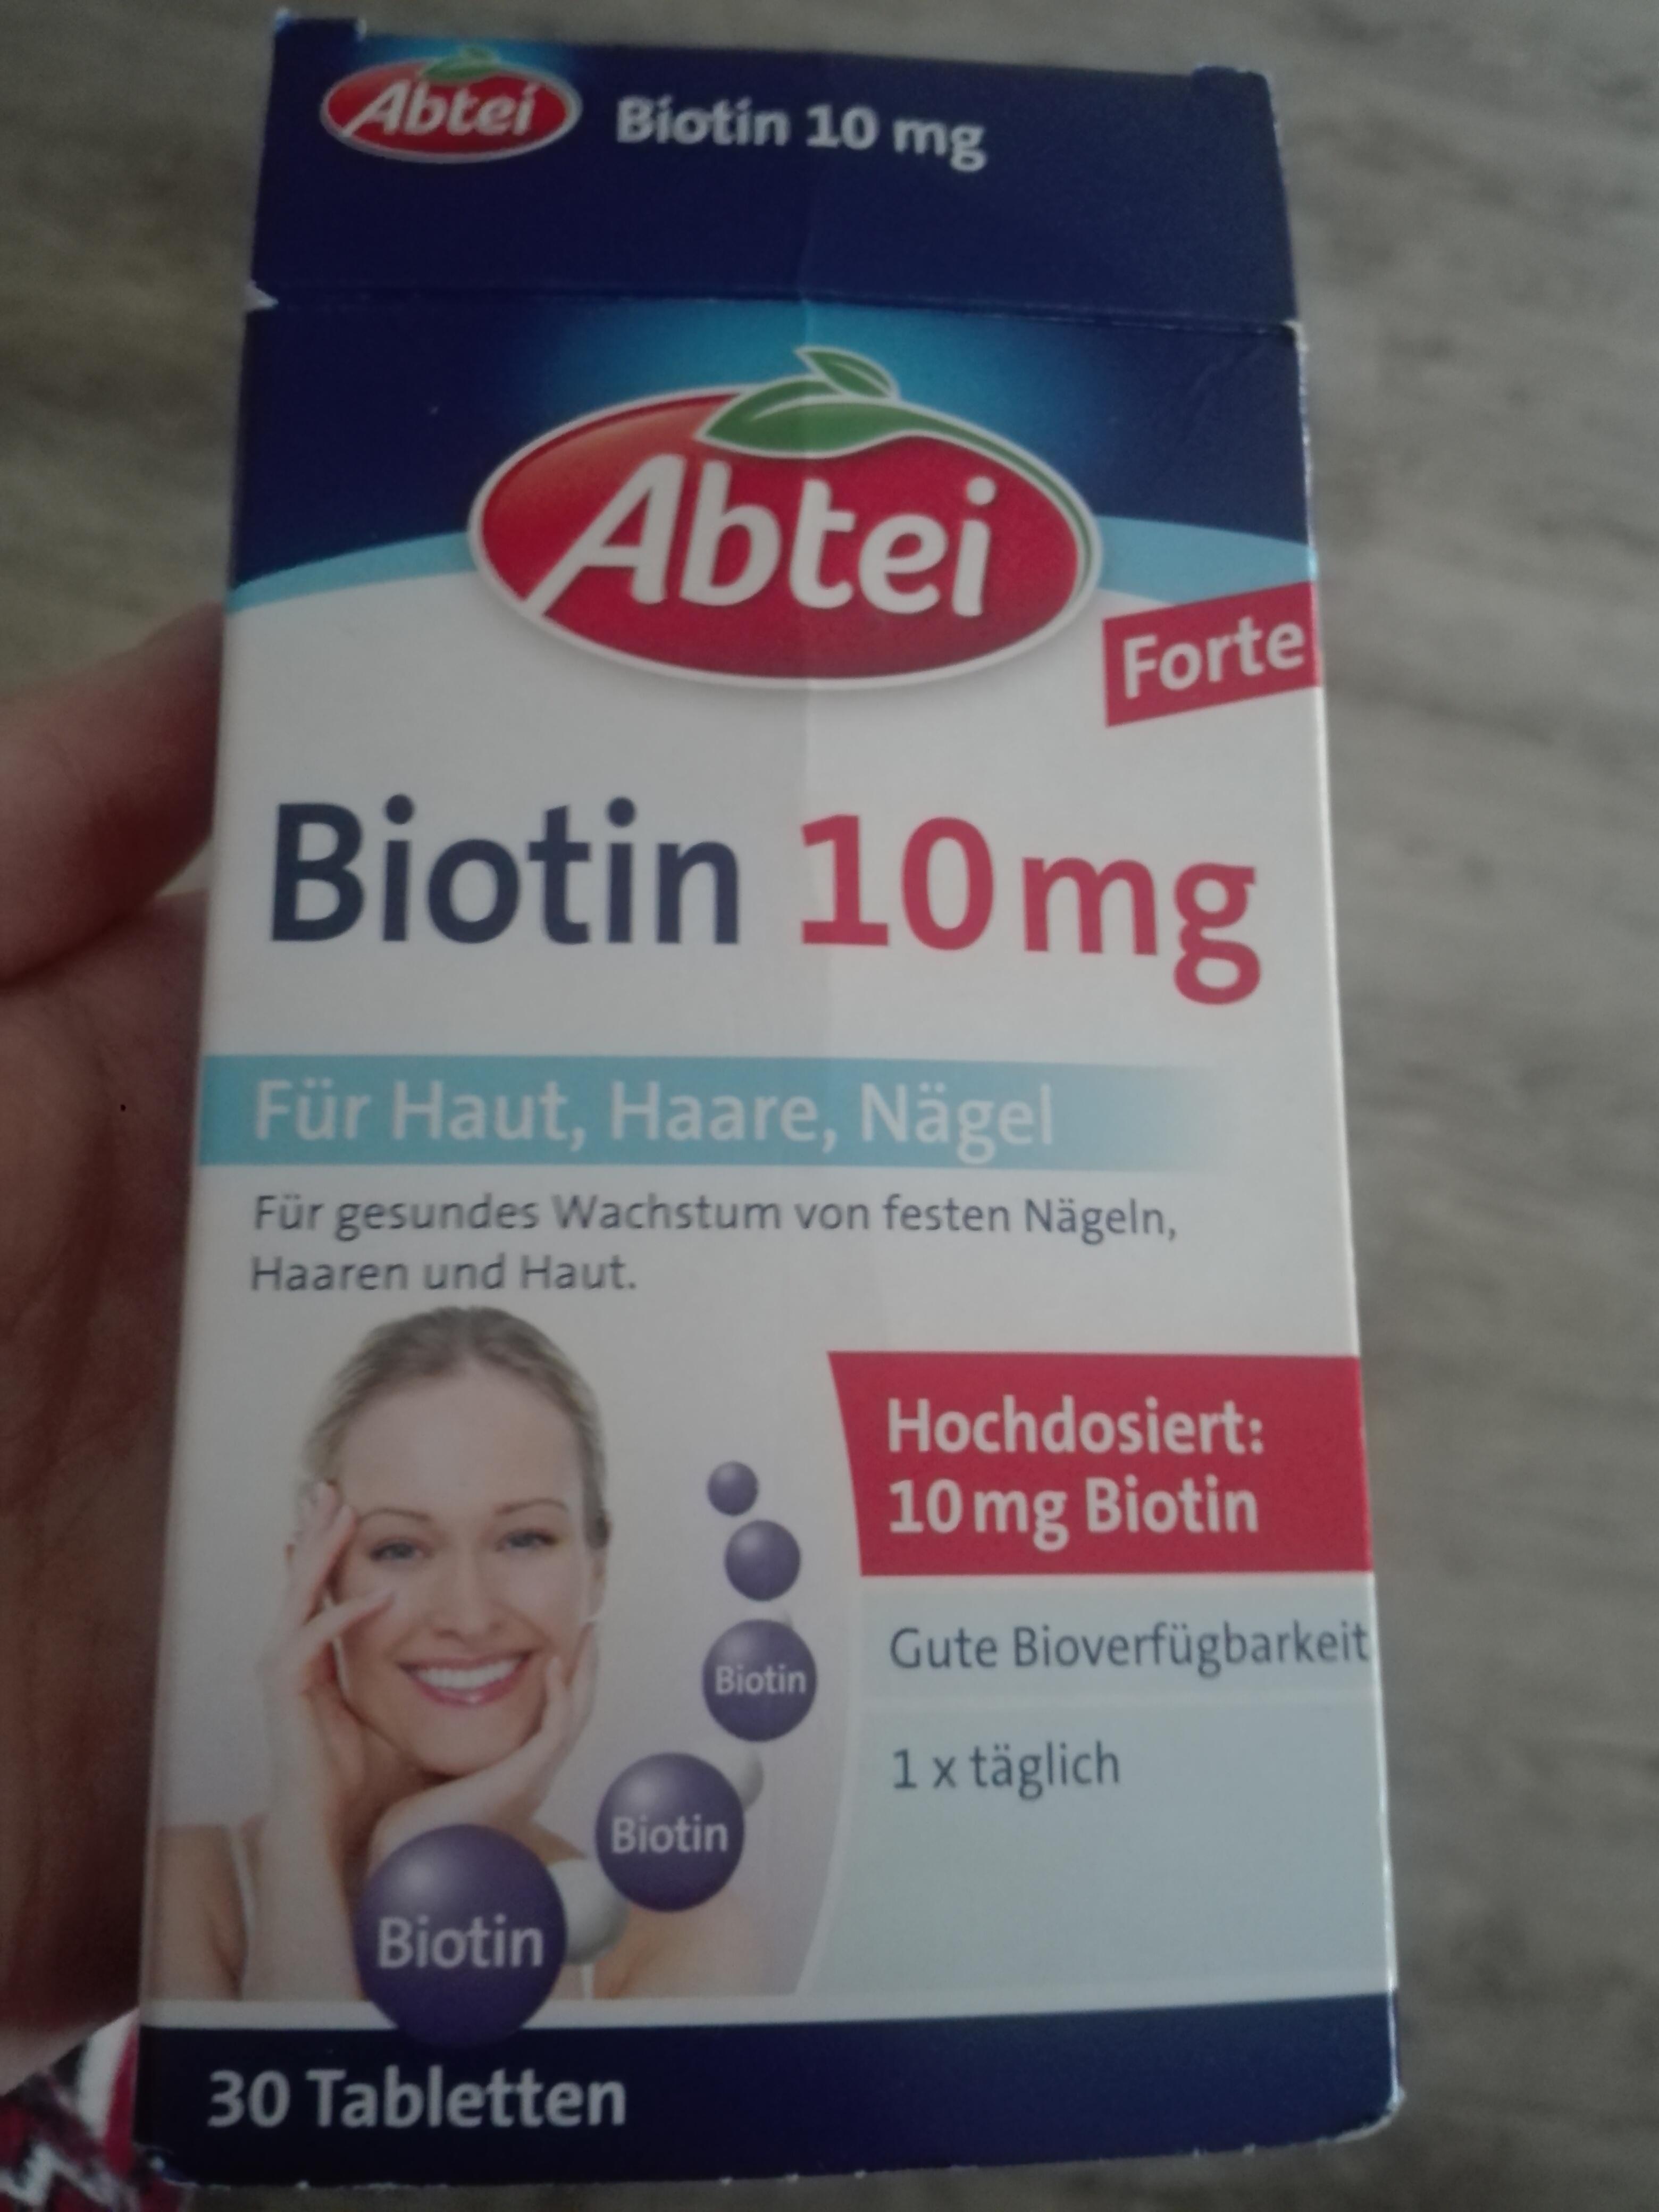 Abtei Biotin 10 mg
Abtei
Forte
Biotin 10 mg
Für Haut, Haare, Nägel
Für gesundes Wachstum von festen Nägeln,
Haaren und Haut.
Hochdosiert:
10 mg Biotin
Gute Bioverfügbarkeit
1 x täglich
Biotin
Biotin
Biotin
30 Tabletten